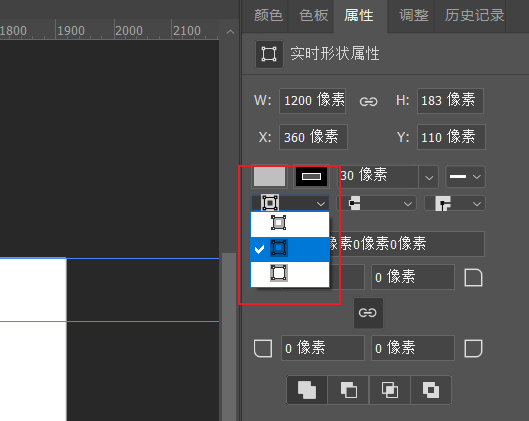 颜色 色板 属性 调整 历史记录
1800 1900 2000 2100
实时形状属性
W: 1200 像素 H: 183 像素
X: 360 像素 Y: 110 像素
30 像素
像素0像素0像素
0 像素
0 像素 0 像素